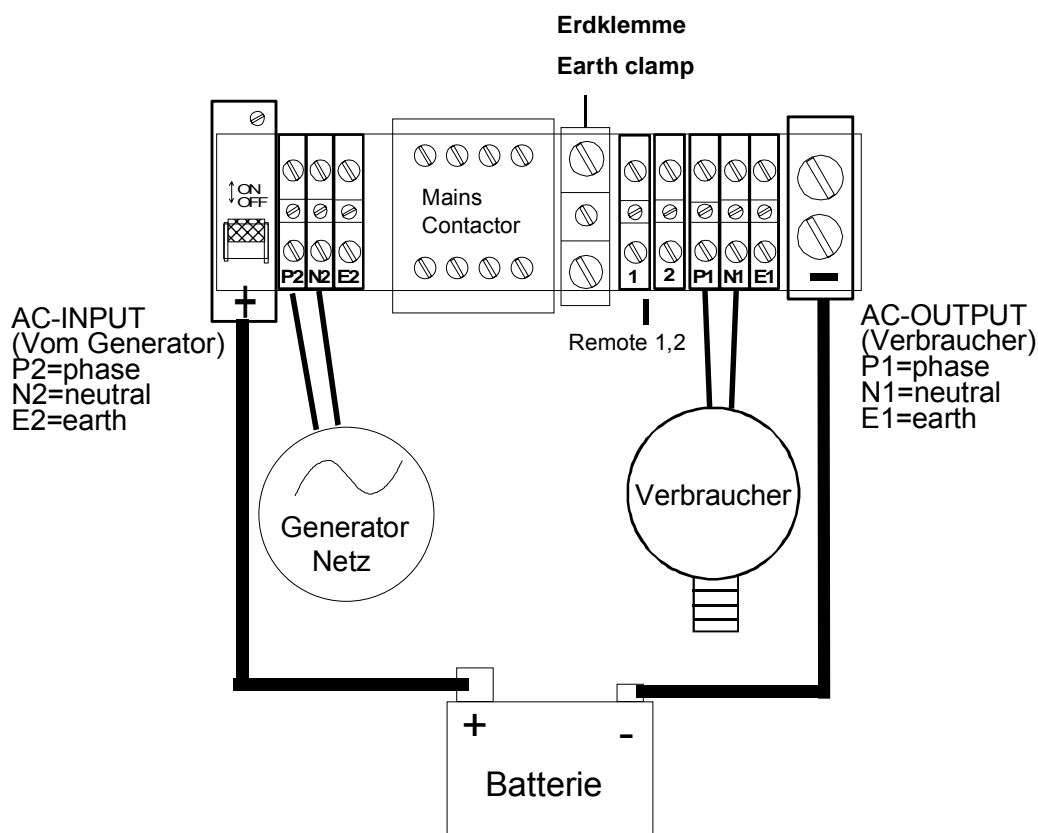 Erdklemme
Earth clamp
ON
OFF
Mains
Contactor
P2 N2 E2
1 2 P1 N1 E1
+
-
Remote 1,2
AC-INPUT
(Vom Generator)
P2=phase
N2=neutral
E2=earth
AC-OUTPUT
(Verbraucher)
P1=phase
N1=neutral
E1=earth
Generator
Netz
Verbraucher
+ -
Batterie